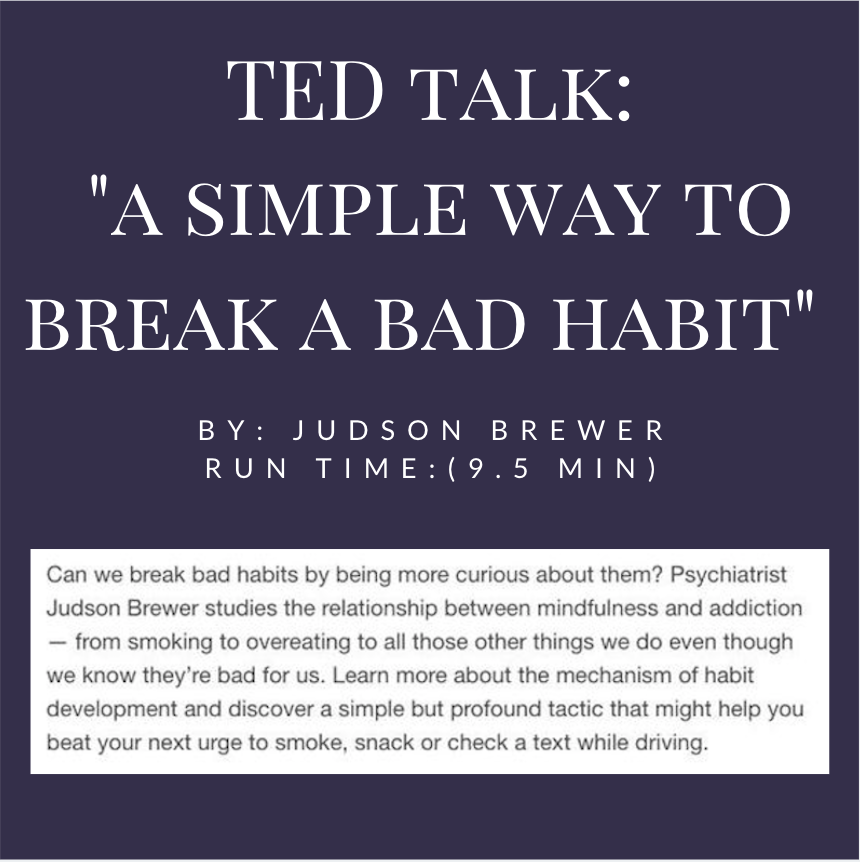 TED TALK:
"A SIMPLE WAY TO
BREAK A BAD HABIT"
BY: JUDSON BREWER
RUN TIME:(9.5 MIN)
Can we break bad habits by being more curious about them? Psychiatrist
Judson Brewer studies the relationship between mindfulness and addiction
— from smoking to overeating to all those other things we do even though
we know they're bad for us. Learn more about the mechanism of habit
development and discover a simple but profound tactic that might help you
beat your next urge to smoke, snack or check a text while driving.